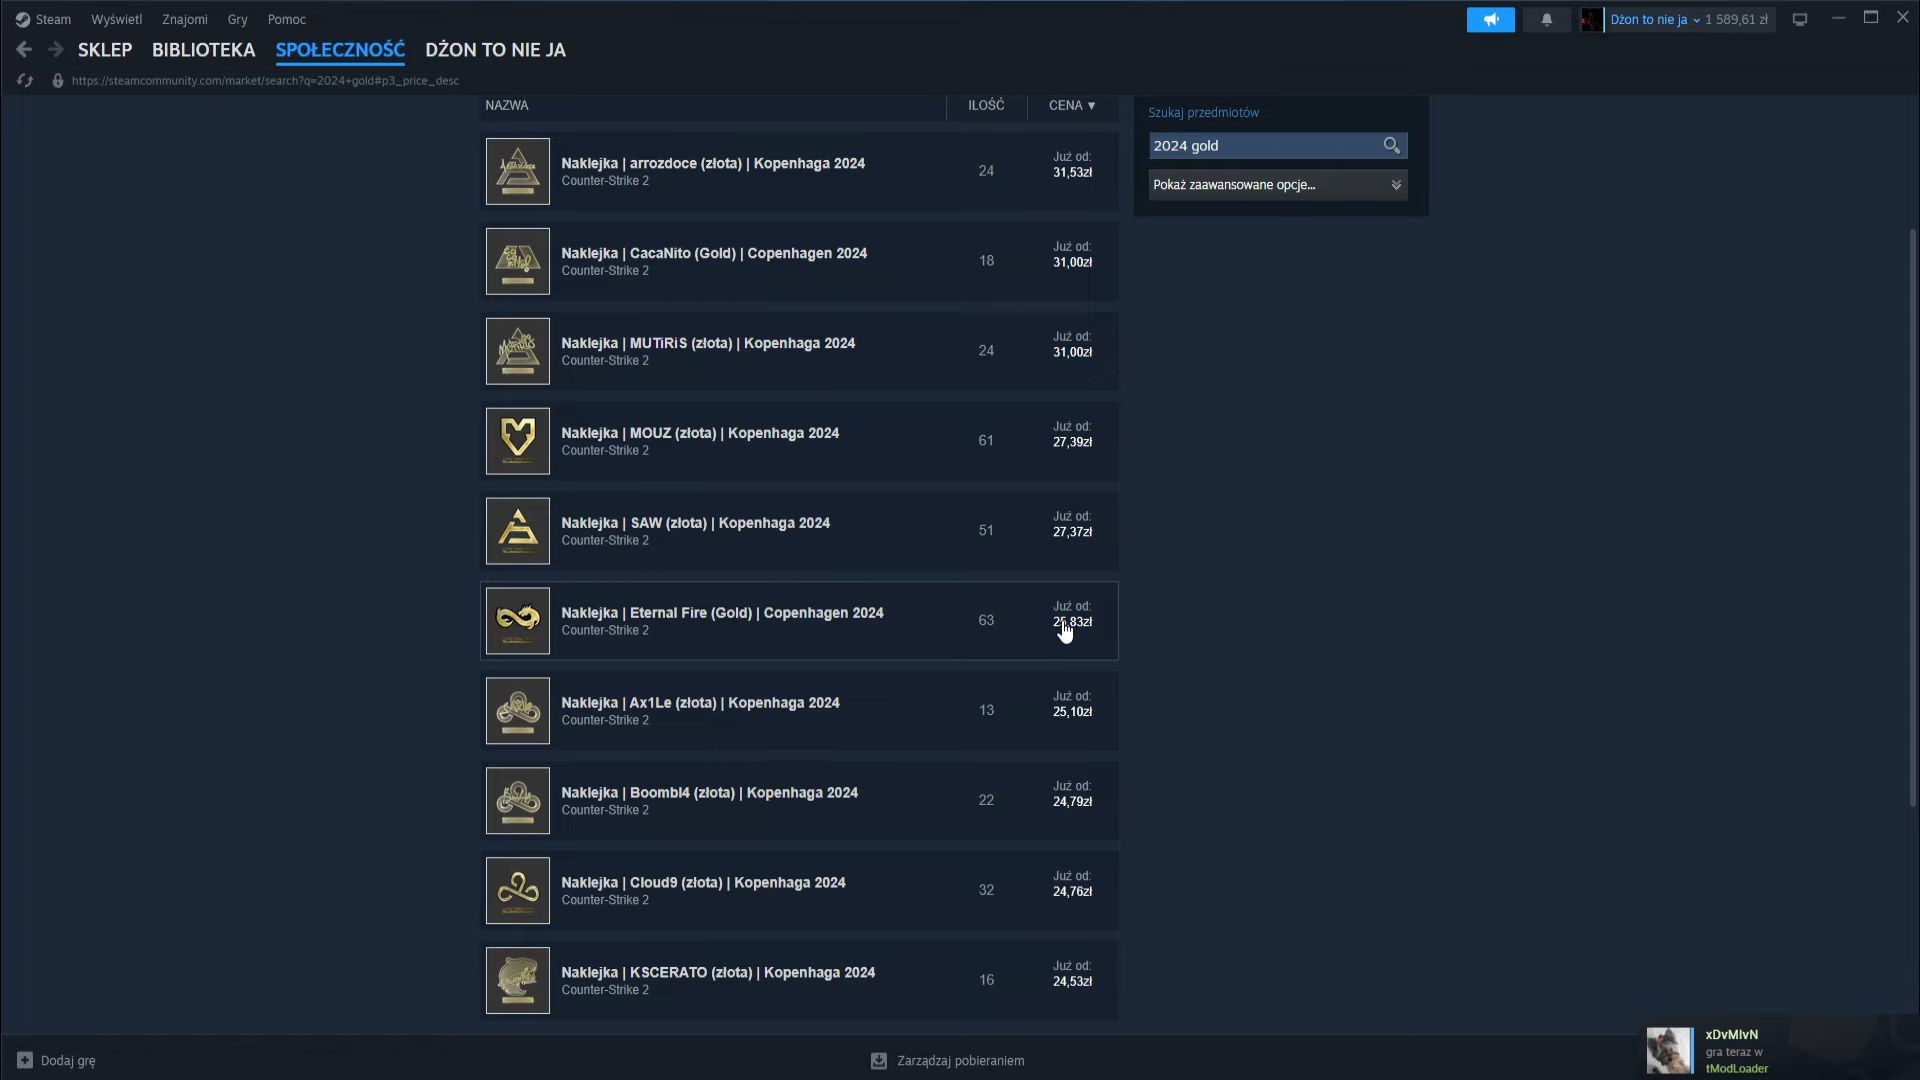 Steam Wyświetl Znajomi Gry Pomoc
Dżon to nie ja 1 589,61 zł
SKLEP BIBLIOTEKA SPOŁECZNOŚĆ DŻON TO NIE JA
https://steamcommunity.com/market/search?q=2024+gold#p3_price_desc
NAZWA ILOŚĆ CENA ▼
Szukaj przedmiotów
2024 gold
Pokaż zaawansowane opcje...
Naklejka | arrozdoce (złota) | Kopenhaga 2024
Counter-Strike 2
24
Już od:
31,53zł
Naklejka | CacaNito (Gold) | Copenhagen 2024
Counter-Strike 2
18
Już od:
31,00zł
Naklejka | MUTiRiS (złota) | Kopenhaga 2024
Counter-Strike 2
24
Już od:
31,00zł
Naklejka | MOUZ (złota) | Kopenhaga 2024
Counter-Strike 2
61
Już od:
27,39zł
Naklejka | SAW (złota) | Kopenhaga 2024
Counter-Strike 2
51
Już od:
27,37zł
Naklejka | Eternal Fire (Gold) | Copenhagen 2024
Counter-Strike 2
63
Już od:
25,83zł
Naklejka | Ax1Le (złota) | Kopenhaga 2024
Counter-Strike 2
13
Już od:
25,10zł
Naklejka | Boombl4 (złota) | Kopenhaga 2024
Counter-Strike 2
22
Już od:
24,79zł
Naklejka | Cloud9 (złota) | Kopenhaga 2024
Counter-Strike 2
32
Już od:
24,76zł
Naklejka | KSCERATO (złota) | Kopenhaga 2024
Counter-Strike 2
16
Już od:
24,53zł
Dodaj grę
Zarządzaj pobieraniem
xDvMIvN
gra teraz w
tModLoader